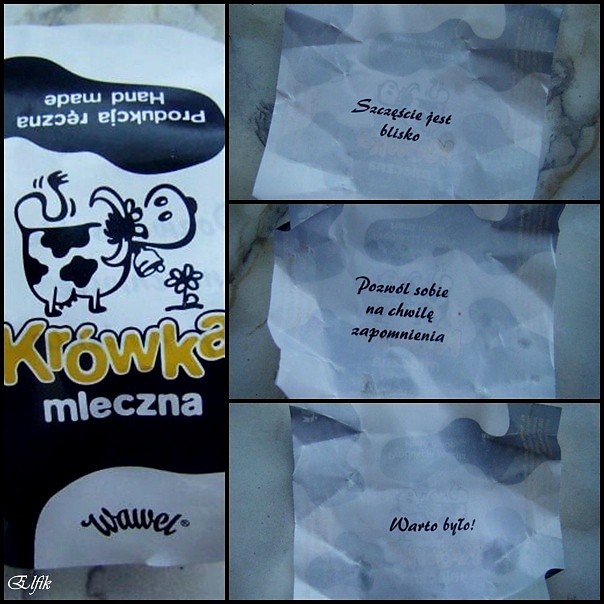 Produkcja ręczna
Hand made
Krówka
mleczna
Wawel®
Elfik
Szczęście jest
blisko
Pozwól sobie
na chwilę
zapomnienia
Warto było!